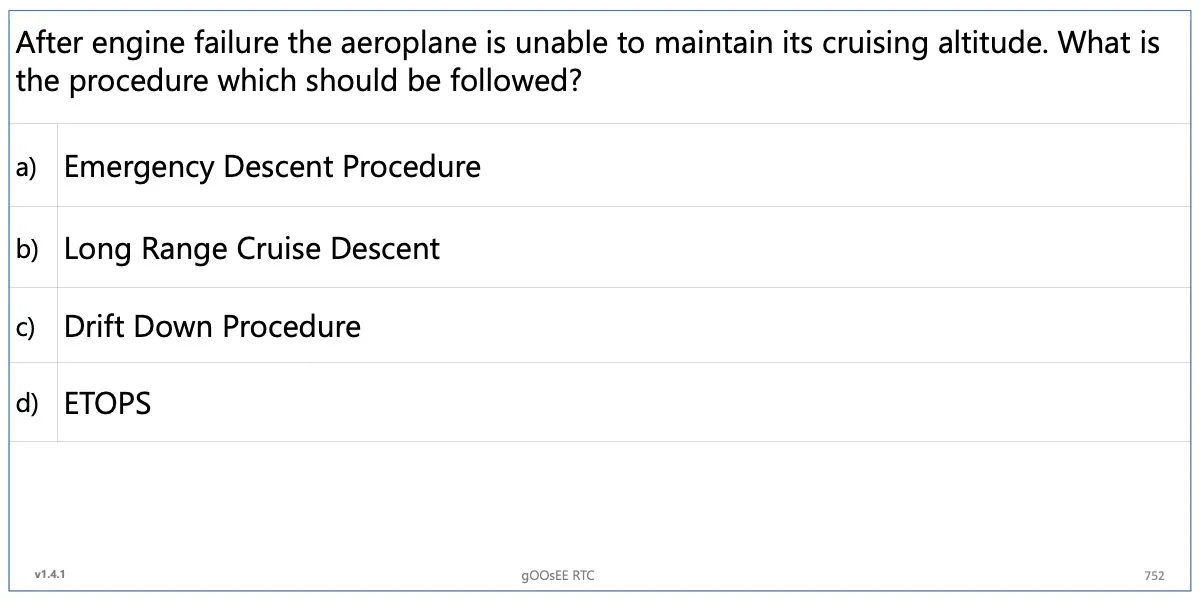 After engine failure the aeroplane is unable to maintain its cruising altitude. What is
the procedure which should be followed?
a) Emergency Descent Procedure
b) Long Range Cruise Descent
c) Drift Down Procedure
d) ETOPS
v1.4.1 gOOsEE RTC 752